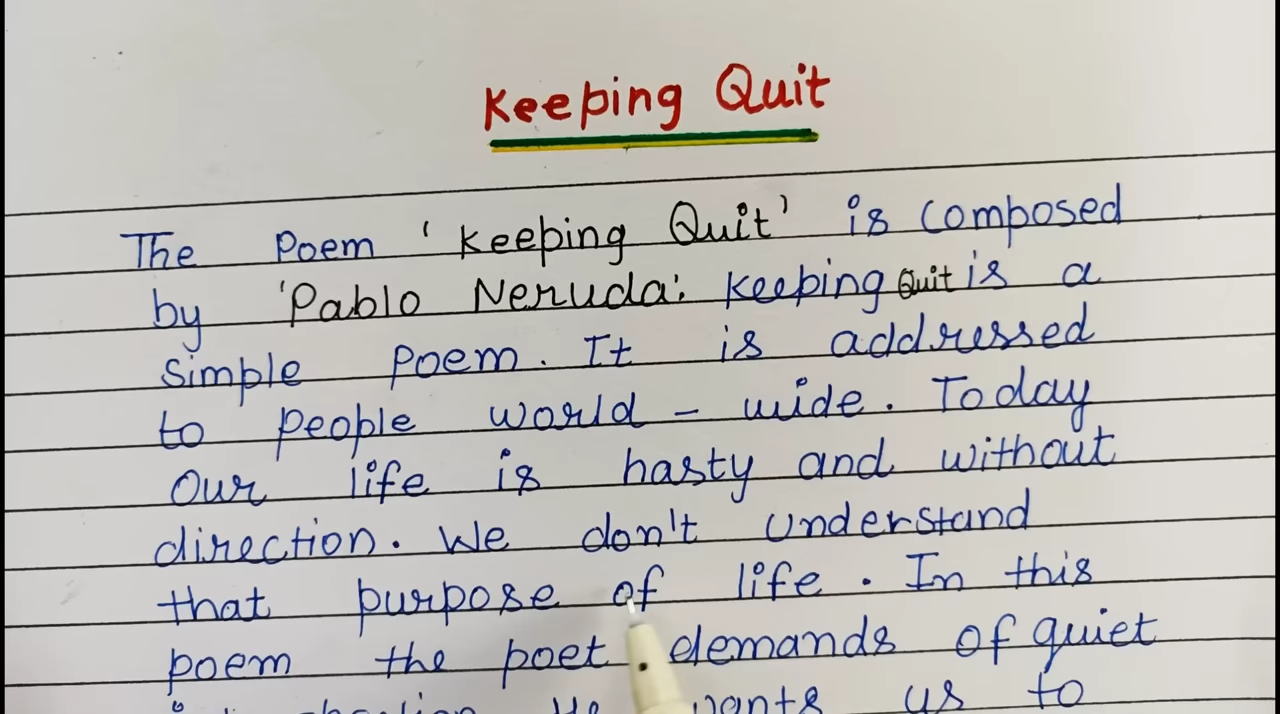 Keeping Quit
The Poem 'Keeping Quit' is composed
by 'Pablo Neruda: Keeping Quit is a
simple Poem. It is addressed
to people world - wide. Today
Our life is hasty and without
direction. We don't understand
that purpose of life. In this
poem the poet demands of quiet
us to